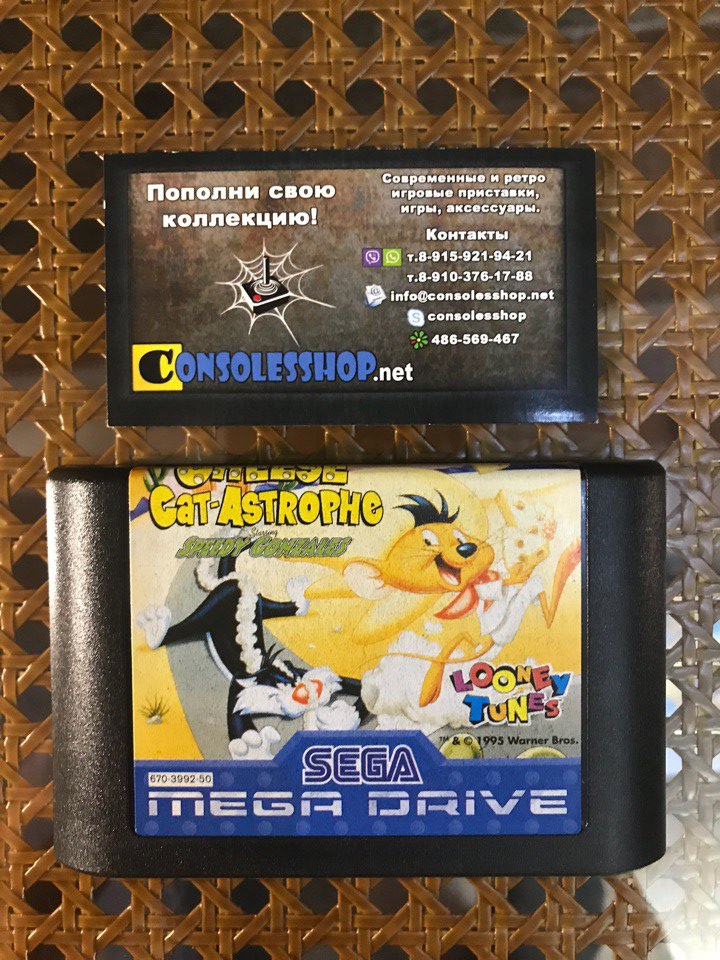 Пополни свою
коллекцию!
Современные и ретро
игровые приставки,
игры, аксессуары.
Контакты
т.8-915-921-94-21
т.8-910-376-17-88
info@consolesshop.net
consolesshop
486-569-467
CONSOLESSHOP.net
CHEESE
CAT-ASTROPHE
Starring
SPEEDY GONZALES
LOONEY
TUNES
™ & © 1995 Warner Bros.
SEGA
670-3992-50
MEGA DRIVE